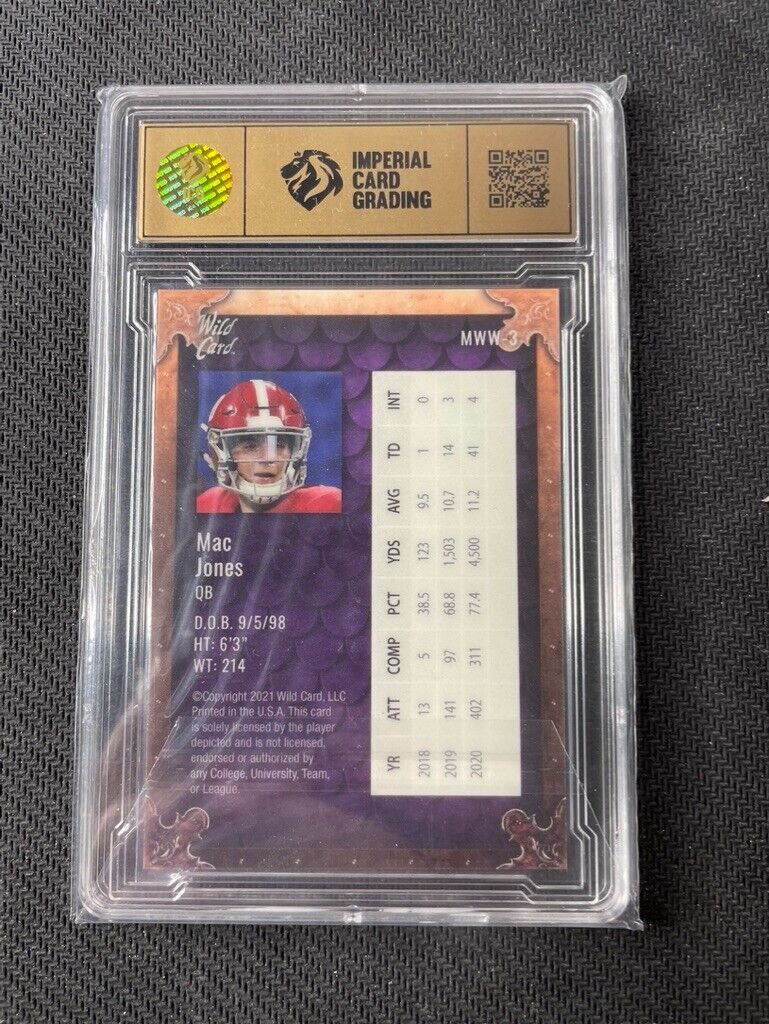 IMPERIAL
CARD
GRADING
Wild
Card
MWW-3
Mac
Jones
QB
D.O.B. 9/5/98
HT: 6'3"
WT: 214
©Copyright 2021 Wild Card, LLC
Printed in the U.S.A. This card
is solely licensed by the player
depicted and is not licensed,
endorsed or authorized by
any College, University, Team,
or League.
YR ATT COMP PCT YDS AVG TD INT
2018 13 5 38.5 123 9.5 1 0
2019 141 97 68.8 1,503 10.7 14 3
2020 402 311 77.4 4,500 11.2 41 4